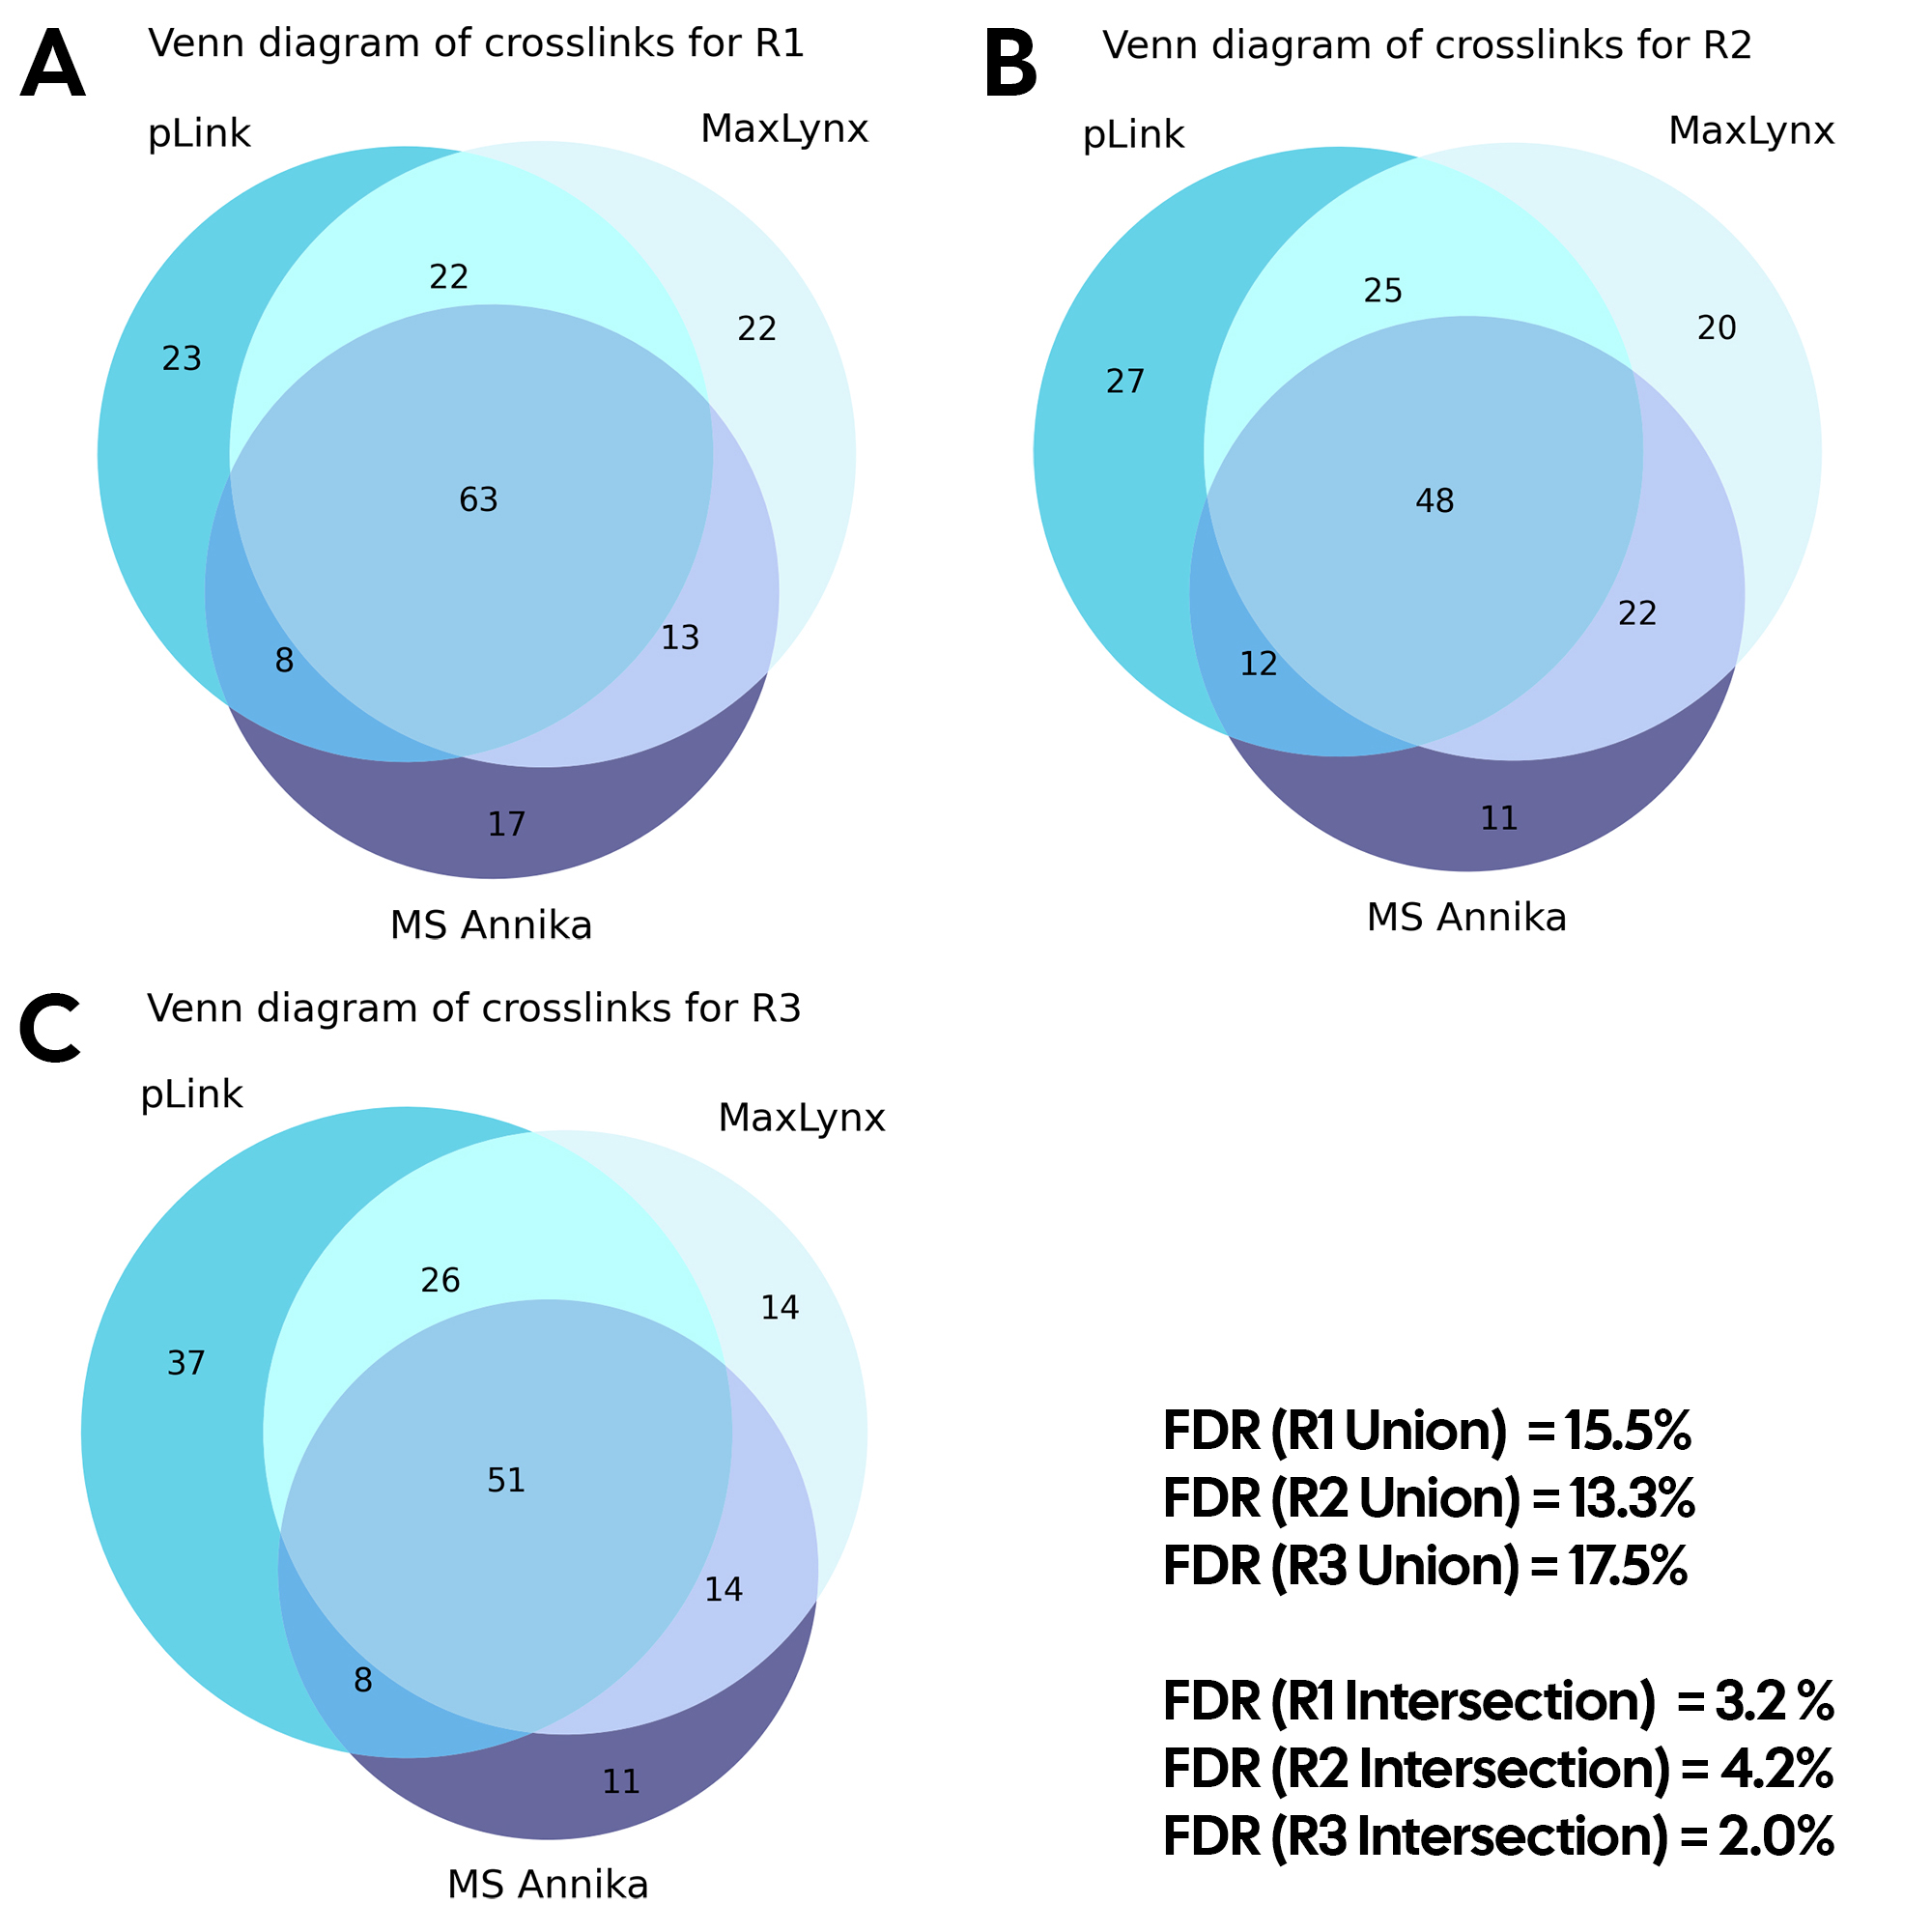 A
Venn diagram of crosslinks for R1
pLink
MaxLynx
22
22
23
63
13
8
17
MS Annika
B
Venn diagram of crosslinks for R2
pLink
MaxLynx
25
20
27
48
22
12
11
MS Annika
C
Venn diagram of crosslinks for R3
pLink
MaxLynx
26
14
37
51
14
8
11
MS Annika
FDR (R1 Union) = 15.5%
FDR (R2 Union) = 13.3%
FDR (R3 Union) = 17.5%
FDR (R1 Intersection) = 3.2 %
FDR (R2 Intersection) = 4.2%
FDR (R3 Intersection) = 2.0%